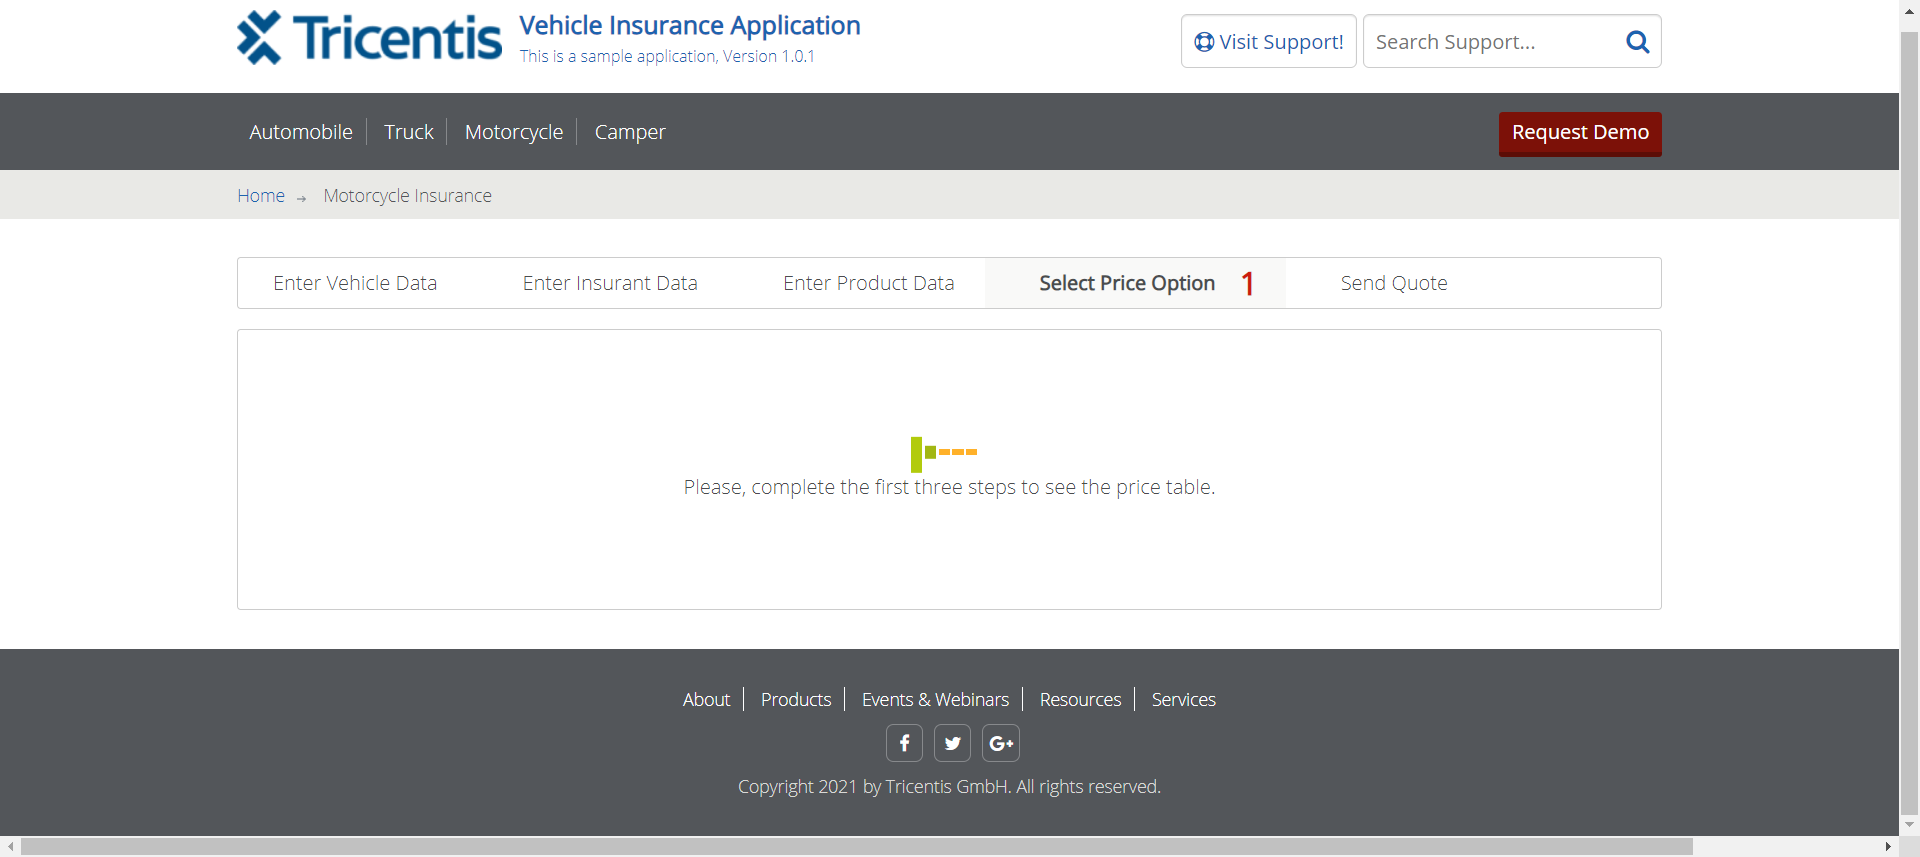 Tricentis
Vehicle Insurance Application
This is a sample application, Version 1.0.1
Visit Support!
Search Support...
Automobile
Truck
Motorcycle
Camper
Request Demo
Home
Motorcycle Insurance
Enter Vehicle Data
Enter Insurant Data
Enter Product Data
Select Price Option 1
Send Quote
Please, complete the first three steps to see the price table.
About
Products
Events & Webinars
Resources
Services
f
G+
Copyright 2021 by Tricentis GmbH. All rights reserved.